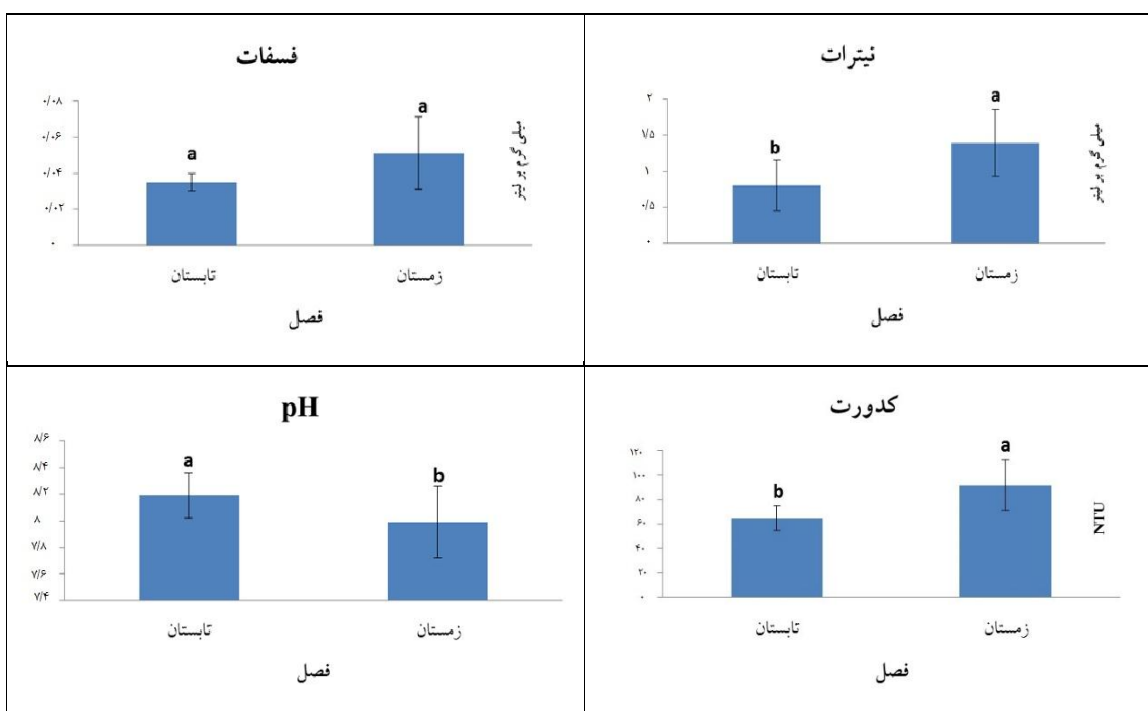 فسفات
میلی گرم بر لیتر
۰/۰۸
۰/۰۶
۰/۰۴
۰/۰۲
۰
a
a
تابستان
زمستان
فصل
نیترات
میلی گرم بر لیتر
۲
۱/۵
۱
۰/۵
۰
b
a
تابستان
زمستان
فصل
pH
۸/۶
۸/۴
۸/۲
۸
۷/۸
۷/۶
۷/۴
a
b
تابستان
زمستان
فصل
کدورت
NTU
۱۲۰
۱۰۰
۸۰
۶۰
۴۰
۲۰
۰
b
a
تابستان
زمستان
فصل